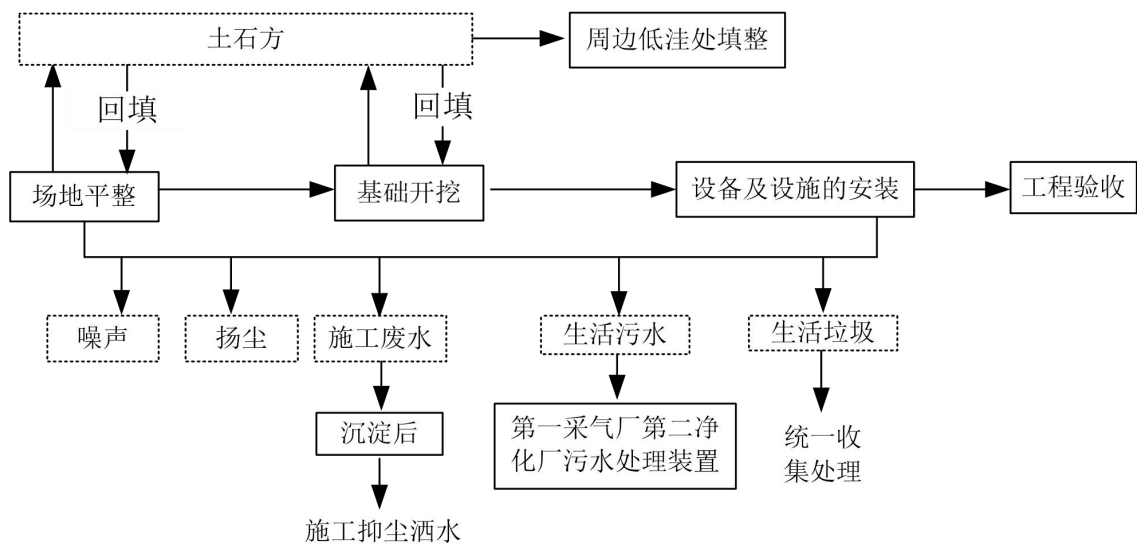 土石方
周边低洼处填整
回填
回填
场地平整
基础开挖
设备及设施的安装
工程验收
噪声
扬尘
施工废水
生活污水
生活垃圾
沉淀后
第一采气厂第二净
化厂污水处理装置
统一收
集处理
施工抑尘洒水